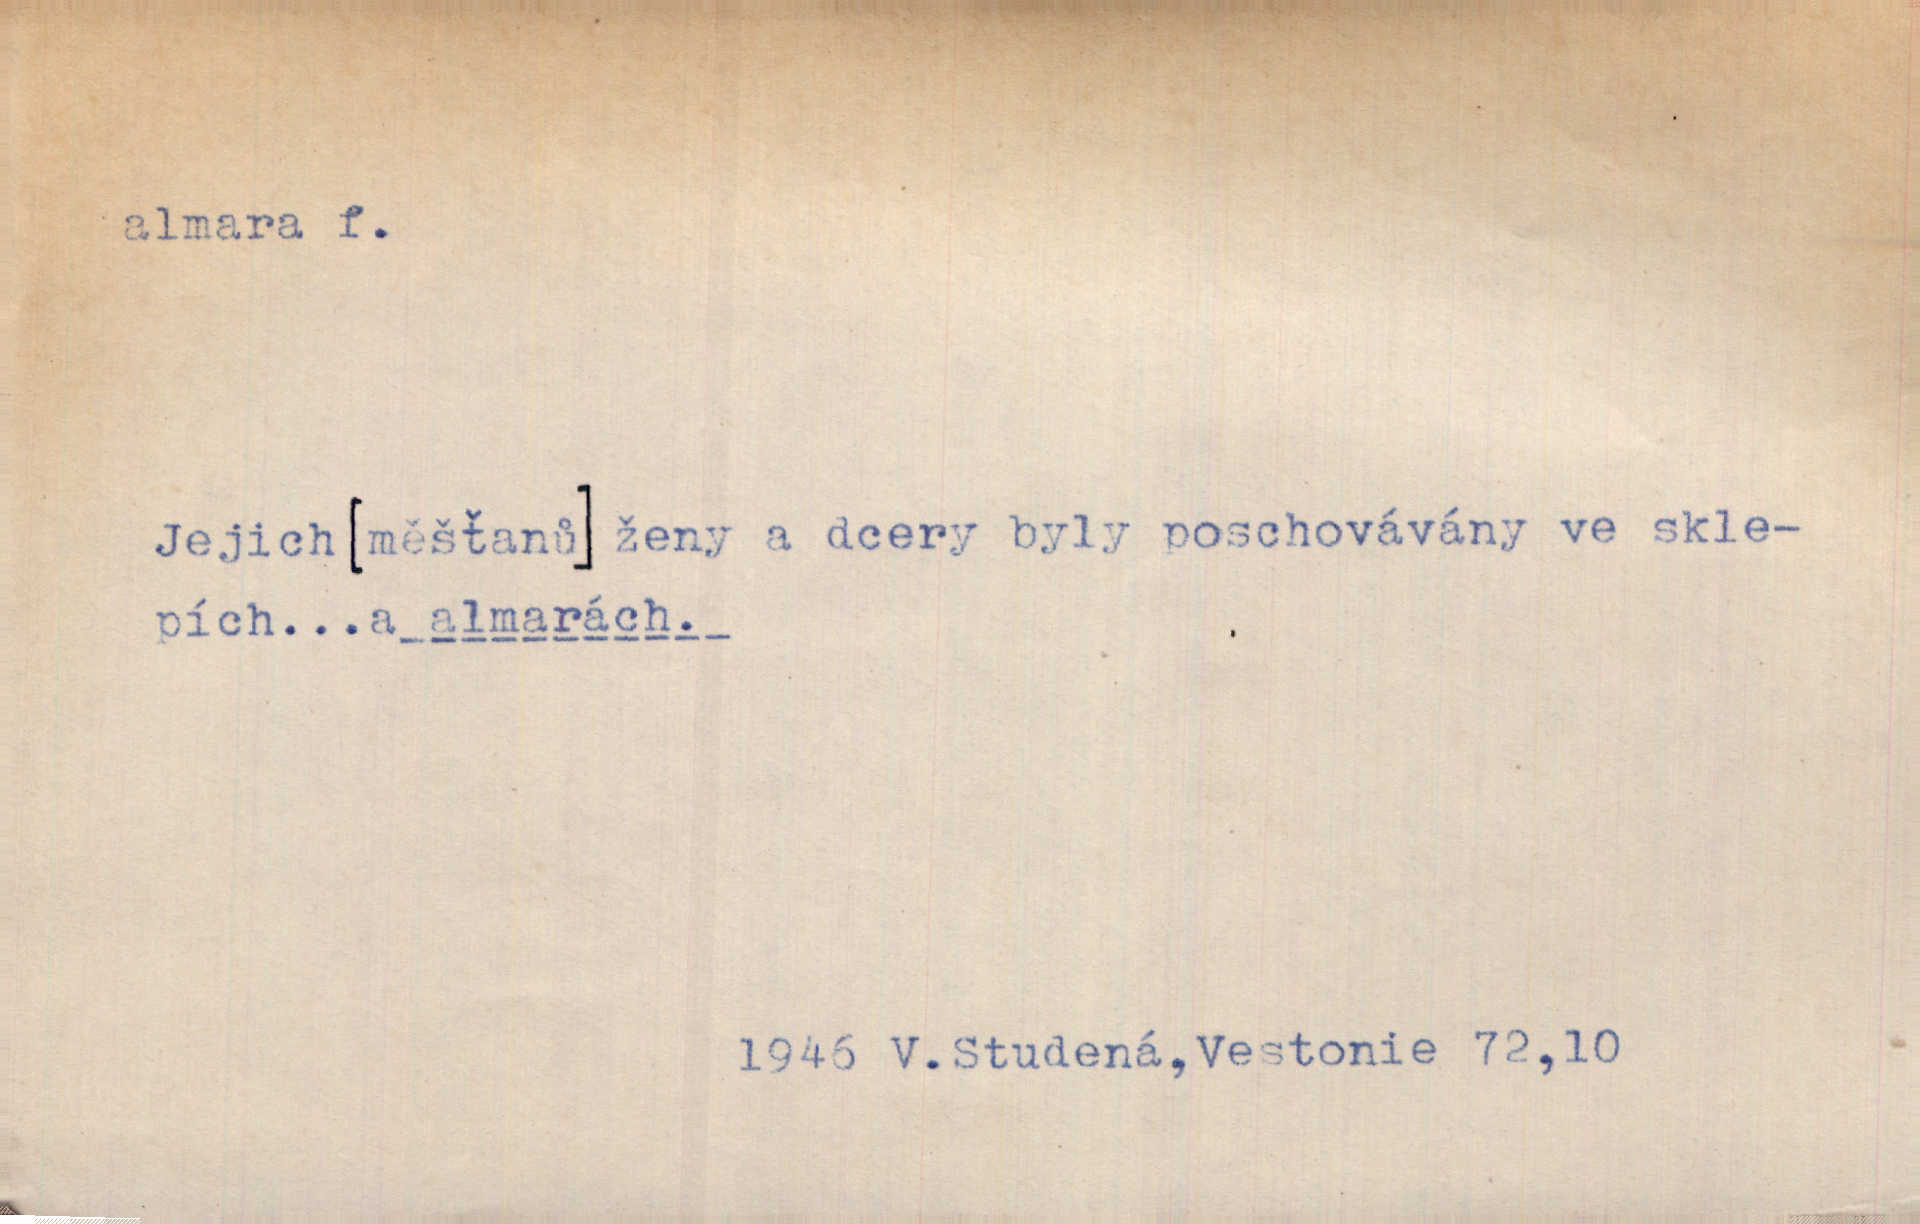 almara f.
Jejich [měšťanů] ženy a dcery byly poschovávány ve skle-
pích...a almarách.
1946 V.Studená,Vestonie 72,10